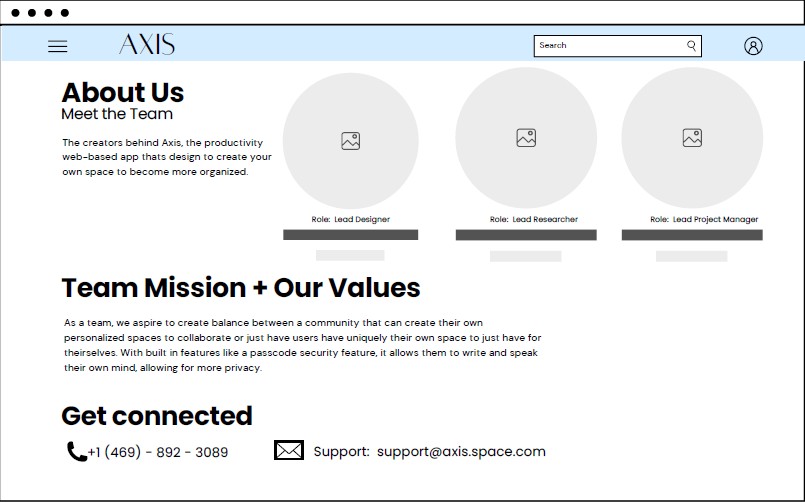 AXIS
Search
About Us
Meet the Team
The creators behind Axis, the productivity
web-based app thats design to create your
own space to become more organized.
Role: Lead Designer
Role: Lead Researcher
Role: Lead Project Manager
Team Mission + Our Values
As a team, we aspire to create balance between a community that can create their own
personalized spaces to collaborate or just have users have uniquely their own space to just have for
theirselves. With built in features like a passcode security feature, it allows them to write and speak
their own mind, allowing for more privacy.
Get connected
+1 (469) - 892 - 3089
Support: support@axis.space.com